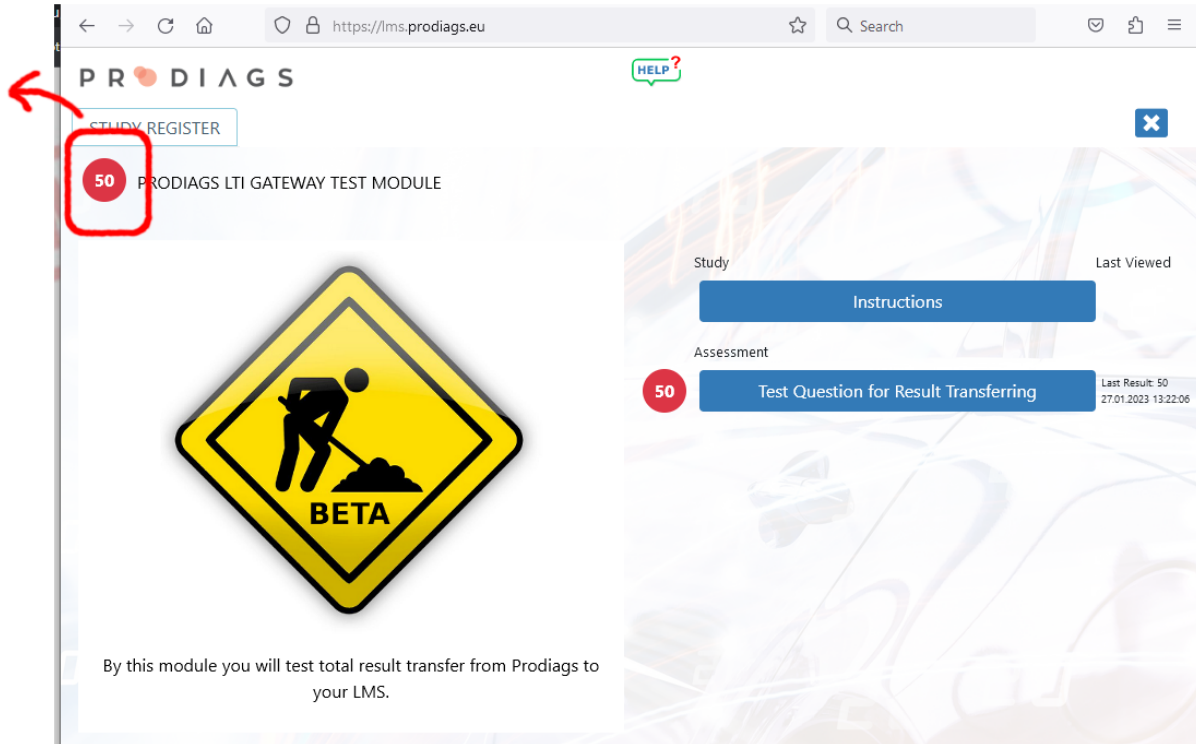 https://lms.prodiags.eu
Search
PRODIAGS
HELP?
STUDY REGISTER
50 PRODIAGS LTI GATEWAY TEST MODULE
Study
Last Viewed
Instructions
Assessment
50 Test Question for Result Transferring
Last Result: 50
27.01.2023 13:22:06
BETA
By this module you will test total result transfer from Prodiags to
your LMS.